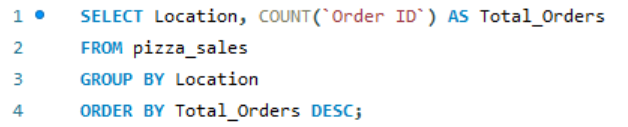 1 SELECT Location, COUNT(`Order ID`) AS Total_Orders
2 FROM pizza_sales
3 GROUP BY Location
4 ORDER BY Total_Orders DESC;